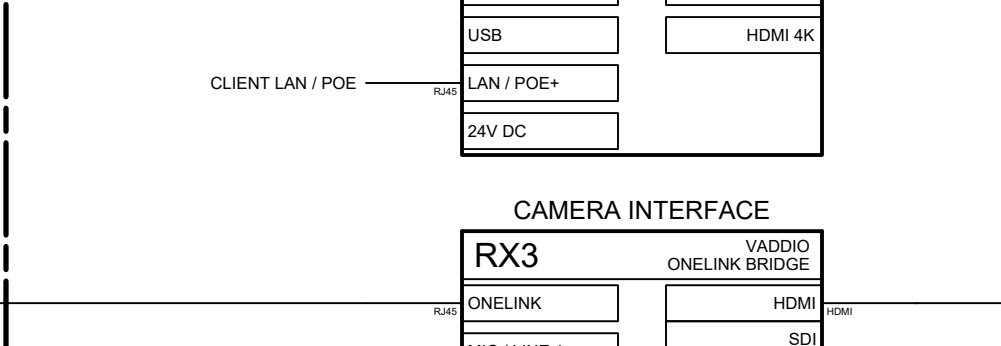 USB
HDMI 4K
CLIENT LAN / POE
RJ45
LAN / POE+
24V DC
CAMERA INTERFACE
RX3
VADDIO
ONELINK BRIDGE
RJ45
ONELINK
HDMI
HDMI
SDI